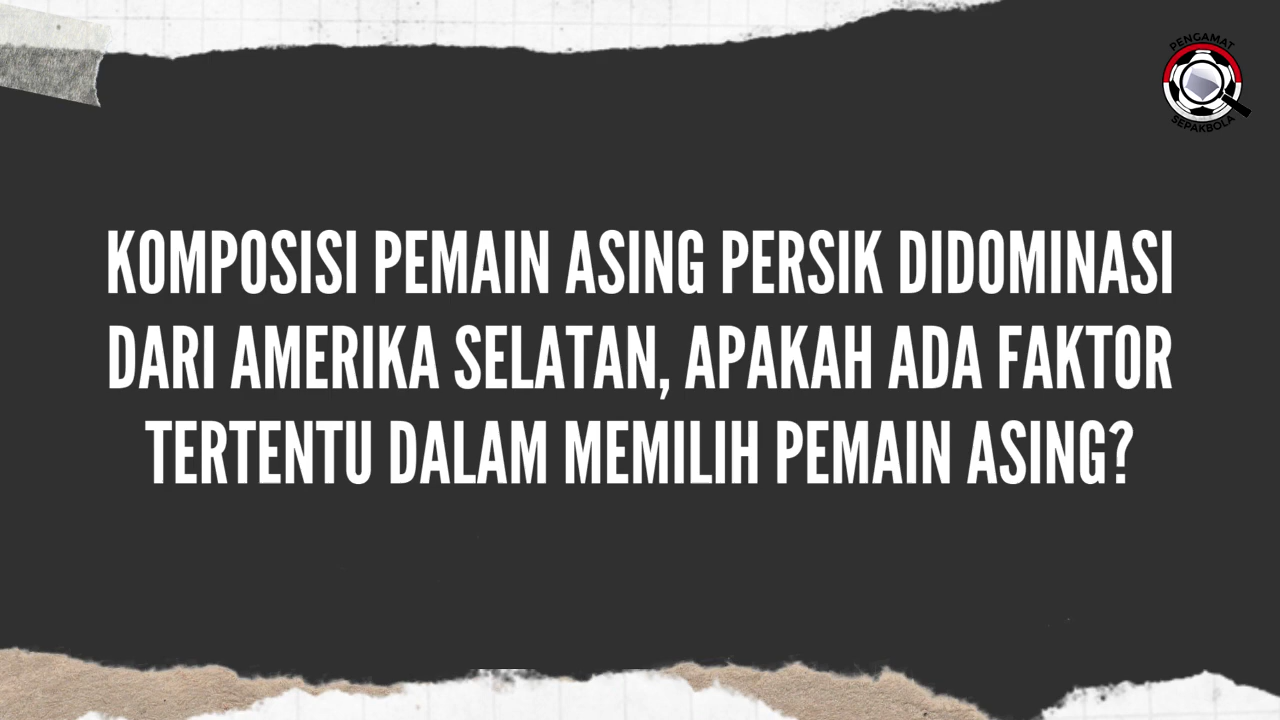 PENGAMAT
SEPAKBOLA
KOMPOSISI PEMAIN ASING PERSIK DIDOMINASI
DARI AMERIKA SELATAN, APAKAH ADA FAKTOR
TERTENTU DALAM MEMILIH PEMAIN ASING?